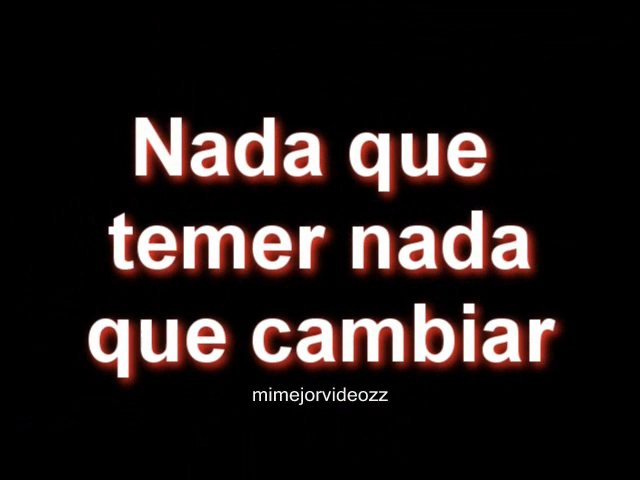 Nada que
temer nada
que cambiar
mimejorvideozz